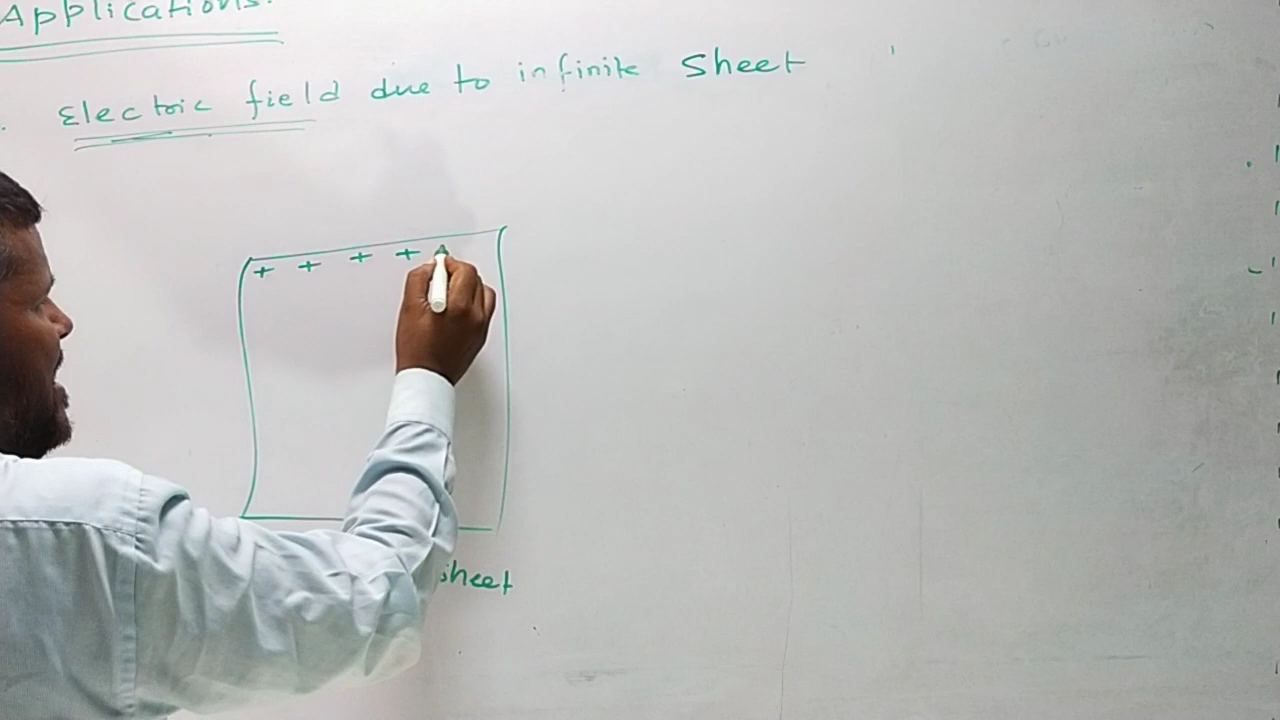 Applications.
Electric field due to infinite Sheet
+ + + +
sheet